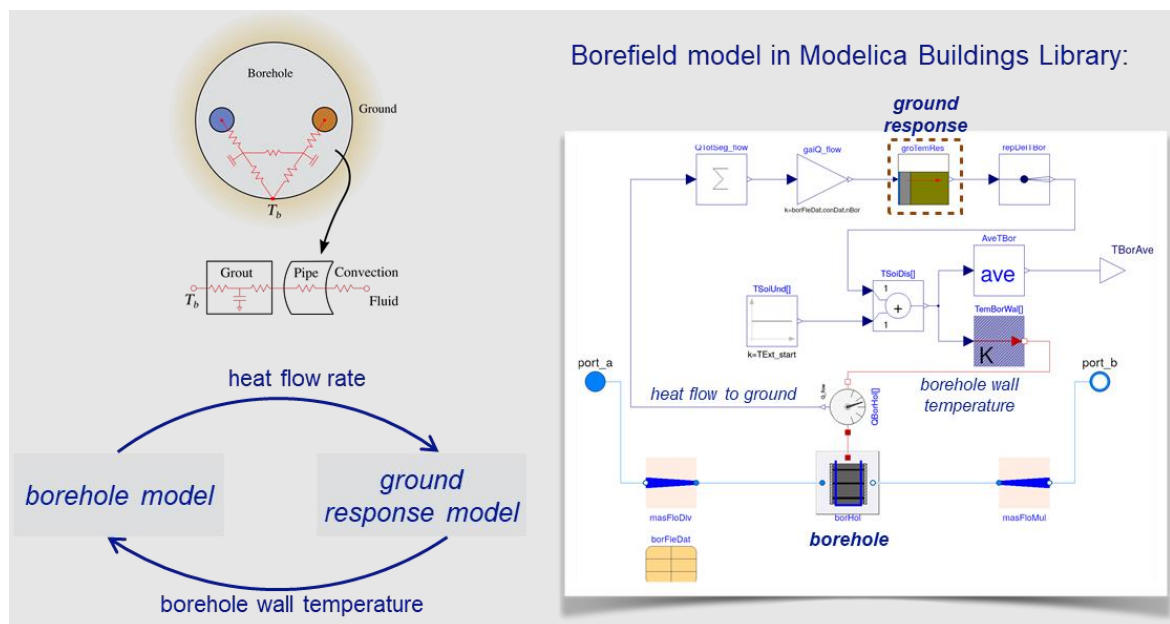 Borehole
Ground
T_b
Grout
Pipe
Convection
T_b
Fluid
heat flow rate
borehole model
ground
response model
borehole wall temperature
Borefield model in Modelica Buildings Library:
ground
response
QTotSeg_flow
gaiQ_flow
groTemRes
repDelTBor
Σ
k=borFieDat.conDat.nBor
AveTBor
TBorAve
ave
TSoiUnd[]
TSoiDis[]
1
+
1
TemBorWal[]
K
k=TExt_start
port_a
port_b
heat flow to ground
Q_flow
QBorHol[]
borehole wall
temperature
masFloDiv
borHol
masFloMul
borFieDat
borehole